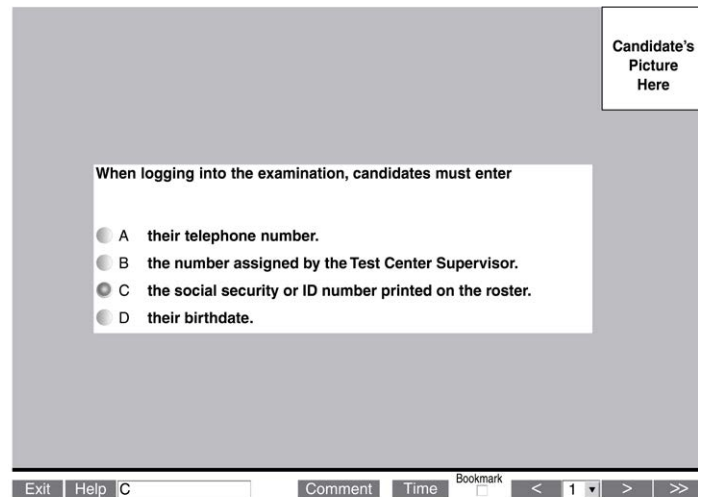 Candidate's
Picture
Here
When logging into the examination, candidates must enter
A their telephone number.
B the number assigned by the Test Center Supervisor.
C the social security or ID number printed on the roster.
D their birthdate.
Bookmark
Exit Help C Comment Time < 1 > >>